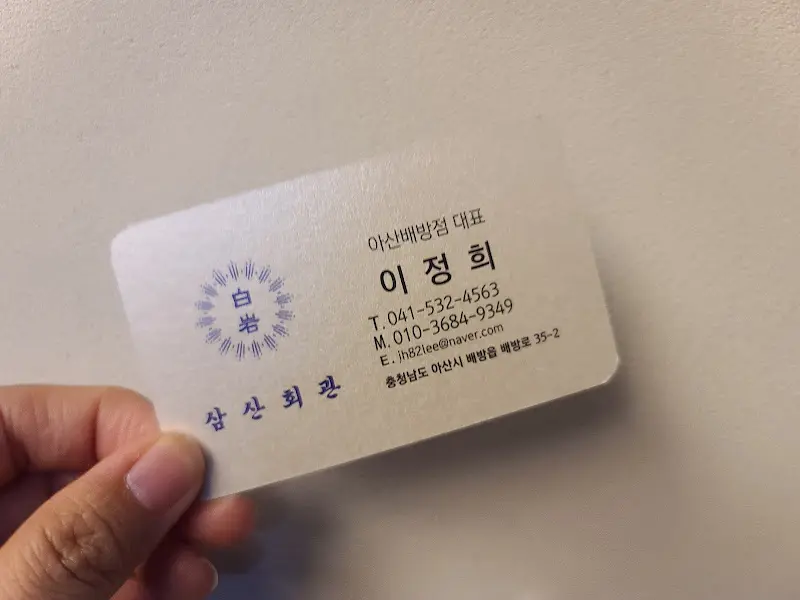 白
岩
삼산회관
아산배방점 대표
이정희
T. 041-532-4563
M. 010-3684-9349
E. jh82lee@naver.com
충청남도 아산시 배방읍 배방로 35-2